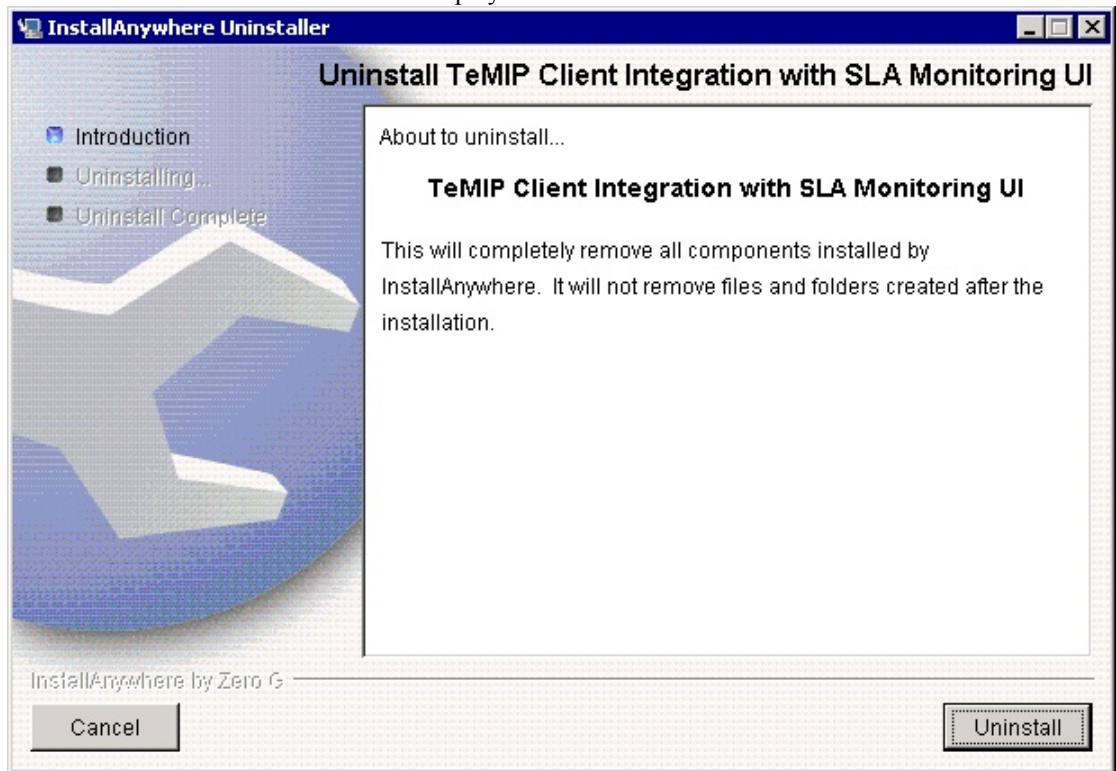 InstallAnywhere Uninstaller
Uninstall TeMIP Client Integration with SLA Monitoring UI
Introduction
Uninstalling...
Uninstall Complete
About to uninstall...
TeMIP Client Integration with SLA Monitoring UI
This will completely remove all components installed by
InstallAnywhere. It will not remove files and folders created after the
installation.
InstallAnywhere by Zero G
Cancel
Uninstall